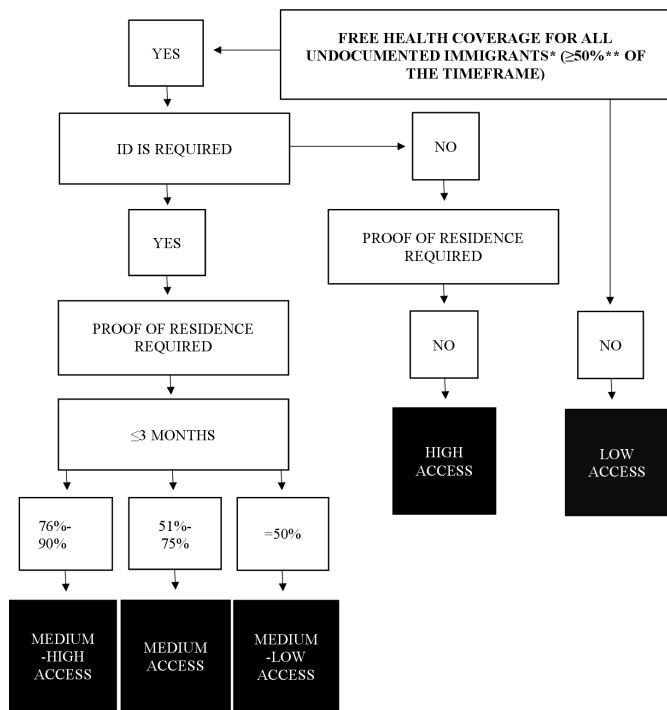 FREE HEALTH COVERAGE FOR ALL
UNDOCUMENTED IMMIGRANTS* (≥50%** OF
THE TIMEFRAME)
YES
ID IS REQUIRED
NO
YES
PROOF OF RESIDENCE
REQUIRED
PROOF OF RESIDENCE
REQUIRED
NO
NO
≤3 MONTHS
HIGH
ACCESS
LOW
ACCESS
76%-
90%
51%-
75%
=50%
MEDIUM
-HIGH
ACCESS
MEDIUM
ACCESS
MEDIUM
-LOW
ACCESS